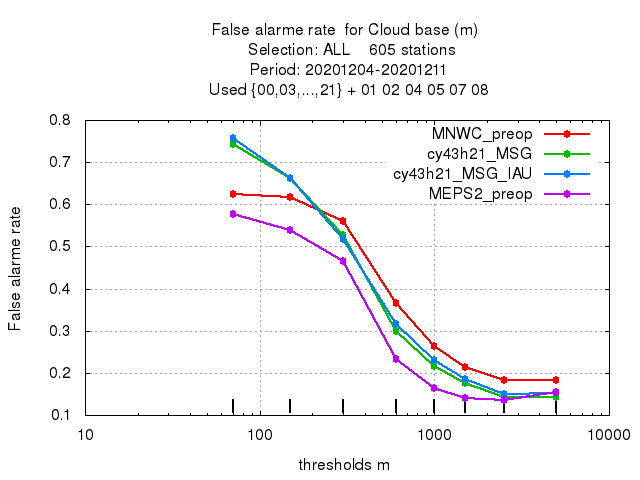 False alarme rate  for Cloud base (m)
Selection: ALL    605 stations
Period: 20201204-20201211
Used {00,03,...,21} + 01 02 04 05 07 08
MNWC_preop
cy43h21_MSG
cy43h21_MSG_IAU
MEPS2_preop
False alarme rate
0.8
0.7
0.6
0.5
0.4
0.3
0.2
0.1
10 100 1000 10000
thresholds m